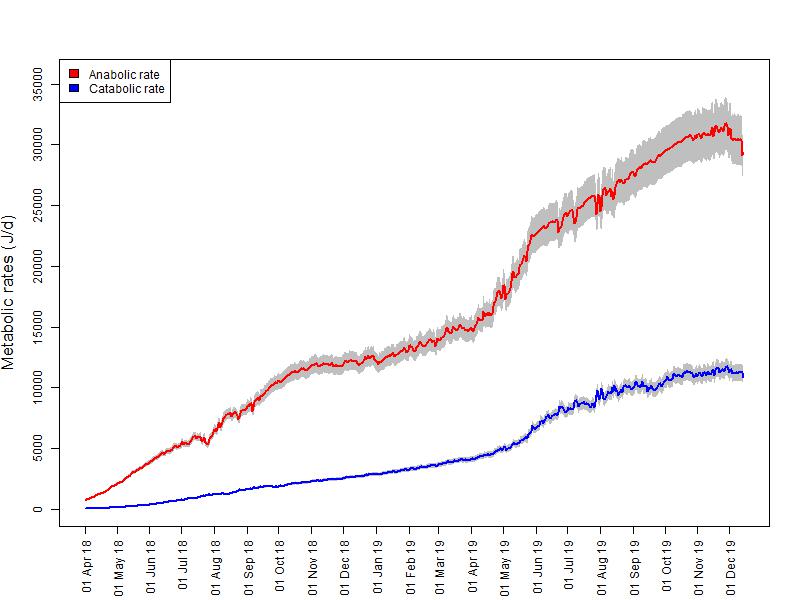 Anabolic rate
Catabolic rate
Metabolic rates (J/d)
35000
30000
25000
20000
15000
10000
5000
0
01 Apr 18
01 May 18
01 Jun 18
01 Jul 18
01 Aug 18
01 Sep 18
01 Oct 18
01 Nov 18
01 Dec 18
01 Jan 19
01 Feb 19
01 Mar 19
01 Apr 19
01 May 19
01 Jun 19
01 Jul 19
01 Aug 19
01 Sep 19
01 Oct 19
01 Nov 19
01 Dec 19